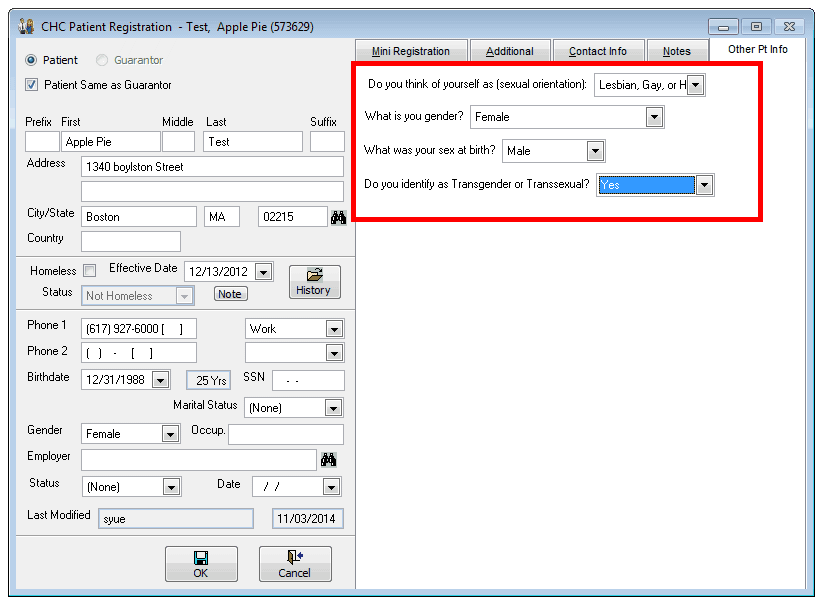 CHC Patient Registration - Test, Apple Pie (573629)
Patient Guarantor
Patient Same as Guarantor
Prefix First Middle Last Suffix
Apple Pie Test
Address 1340 boylston Street
City/State Boston MA 02215
Country
Homeless Effective Date 12/13/2012
Status Not Homeless Note History
Phone 1 (617) 927-6000 [ ] Work
Phone 2 ( ) - [ ]
Birthdate 12/31/1988 25 Yrs SSN - -
Marital Status (None)
Gender Female Occup.
Employer
Status (None) Date / /
Last Modified syue 11/03/2014
OK Cancel
Mini Registration Additional Contact Info Notes Other Pt Info
Do you think of yourself as (sexual orientation): Lesbian, Gay, or H
What is you gender? Female
What was your sex at birth? Male
Do you identify as Transgender or Transsexual? Yes